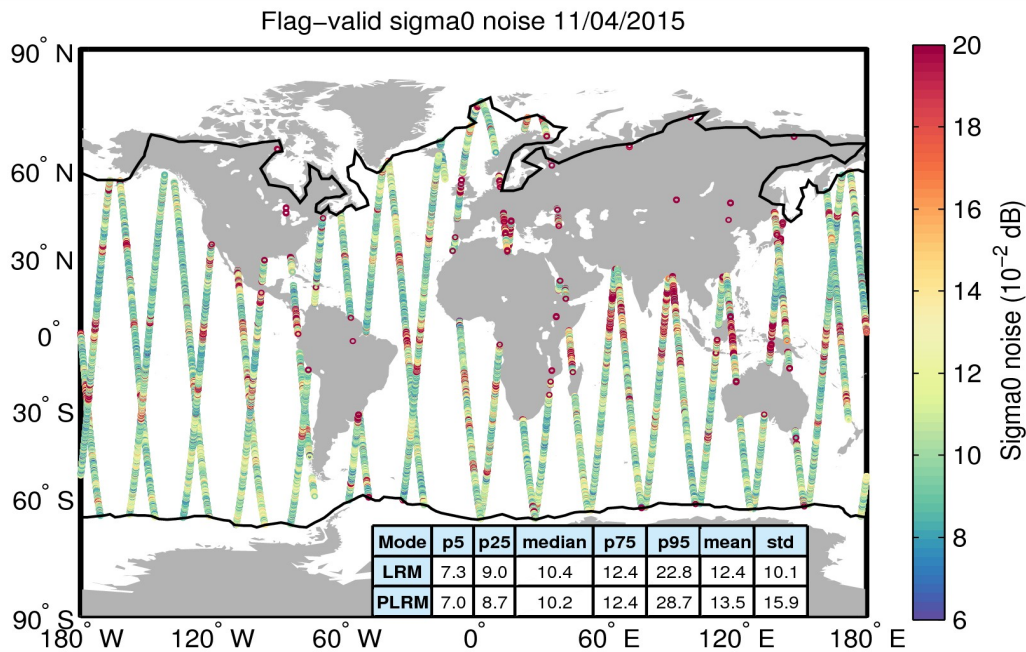 Flag−valid sigma0 noise 11/04/2015
90° N
60° N
30° N
0°
30° S
60° S
90° S
180° W 120° W 60° W 0° 60° E 120° E 180° E
Mode p5 p25 median p75 p95 mean std
LRM 7.3 9.0 10.4 12.4 22.8 12.4 10.1
PLRM 7.0 8.7 10.2 12.4 28.7 13.5 15.9
20
18
16
14
12
10
8
6
Sigma0 noise (10⁻² dB)